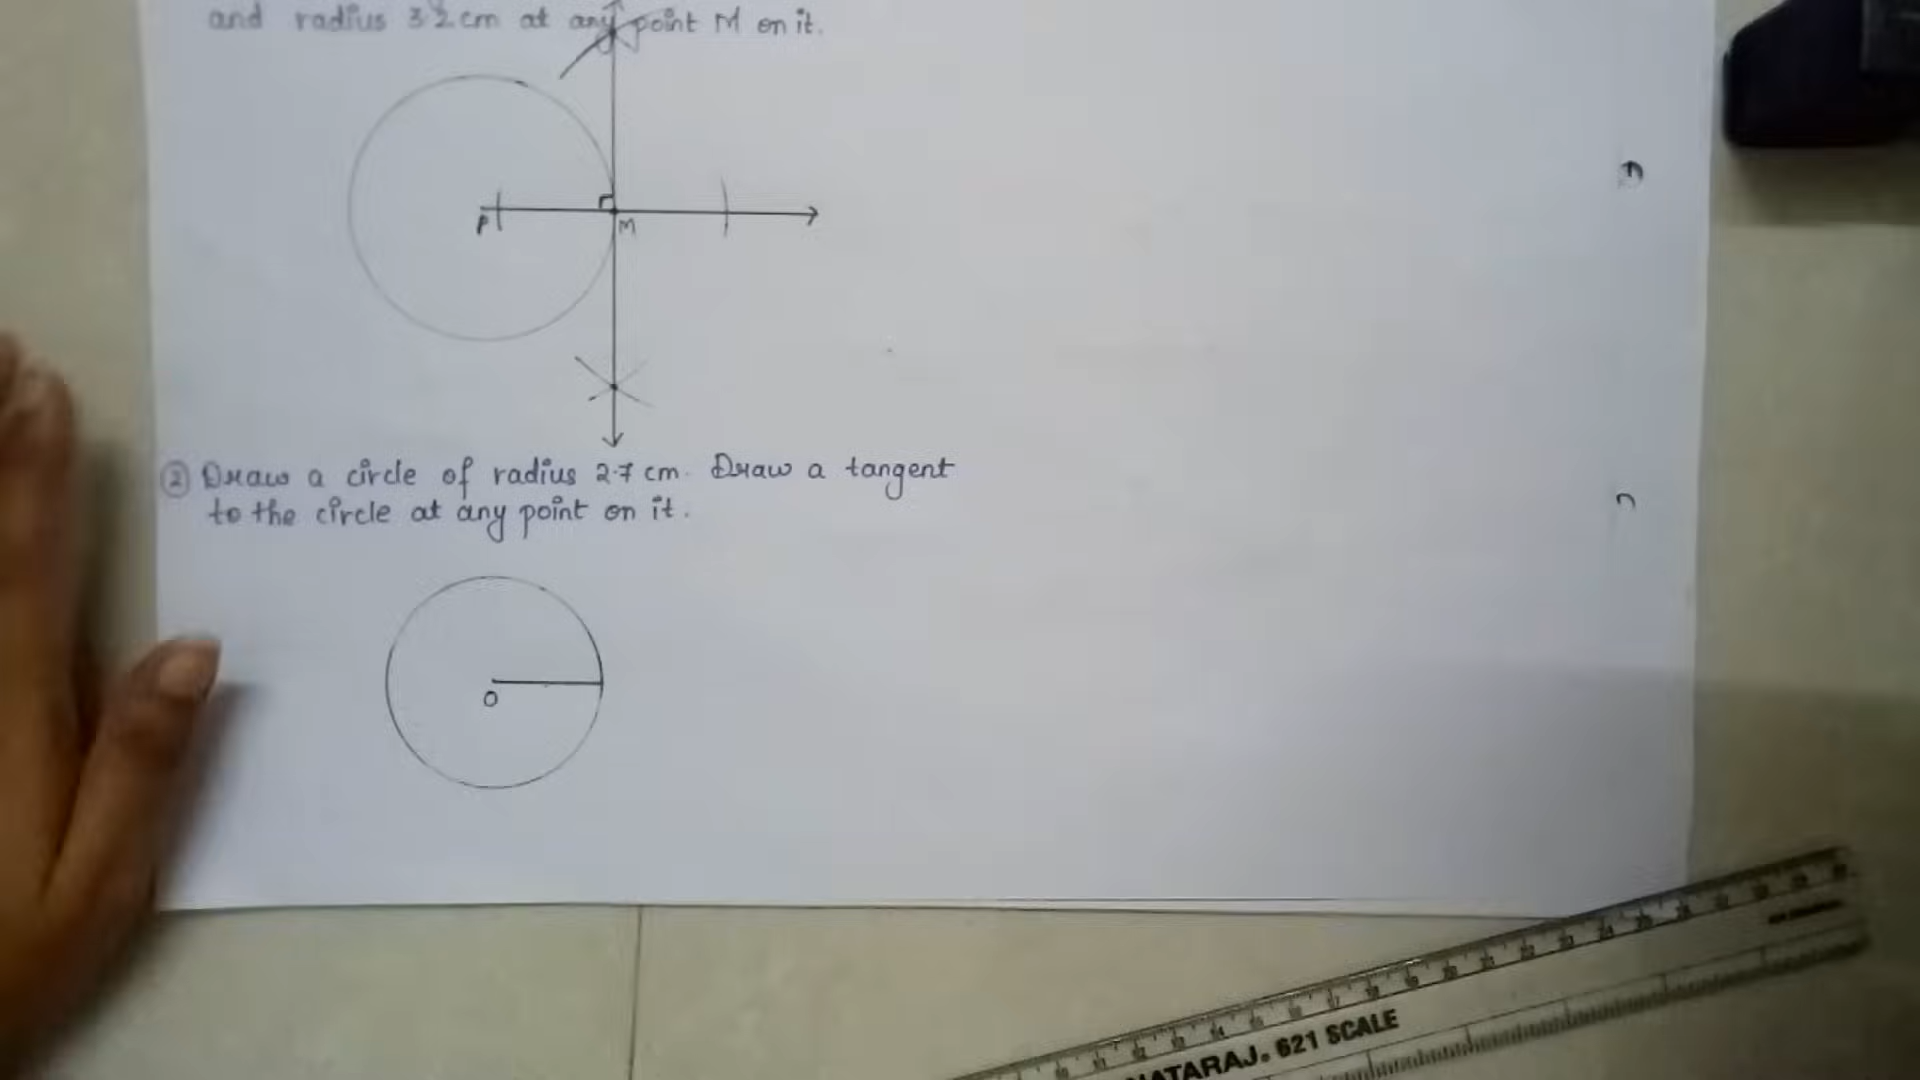 and radius 3.2 cm at any point M on it.
P
M
② Draw a circle of radius 2.7 cm. Draw a tangent
to the circle at any point on it.
O
NATARAJ. 621 SCALE